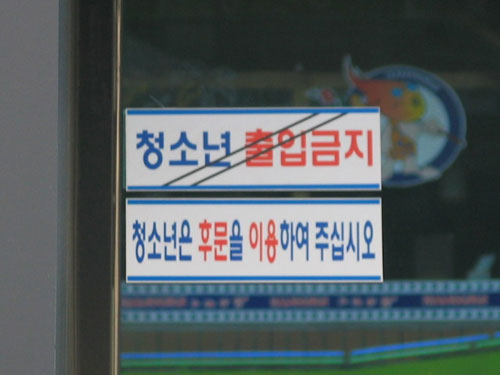 청소년 출입금지
청소년은 후문을 이용하여 주십시오